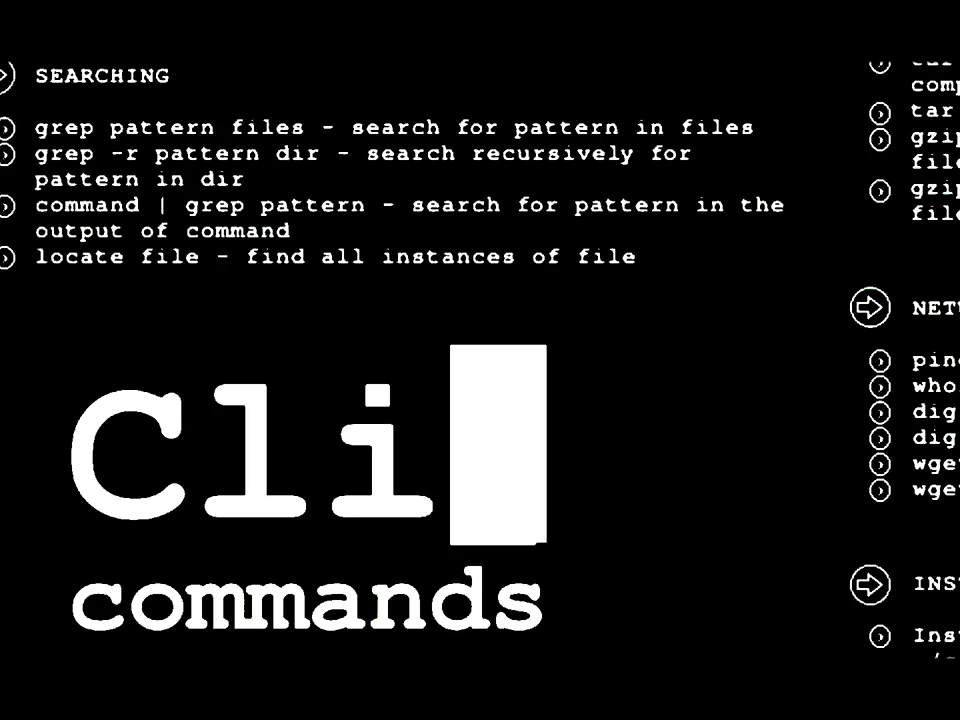 SEARCHING
grep pattern files - search for pattern in files
grep -r pattern dir - search recursively for
pattern in dir
command | grep pattern - search for pattern in the
output of command
locate file - find all instances of file
Cli
commands
tar